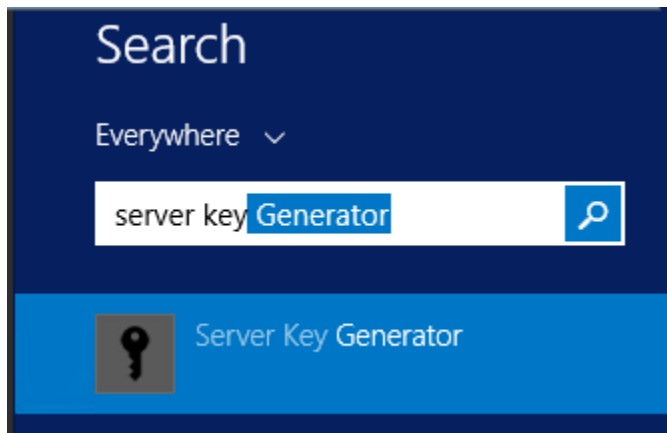 Search
Everywhere
server key Generator
Server Key Generator